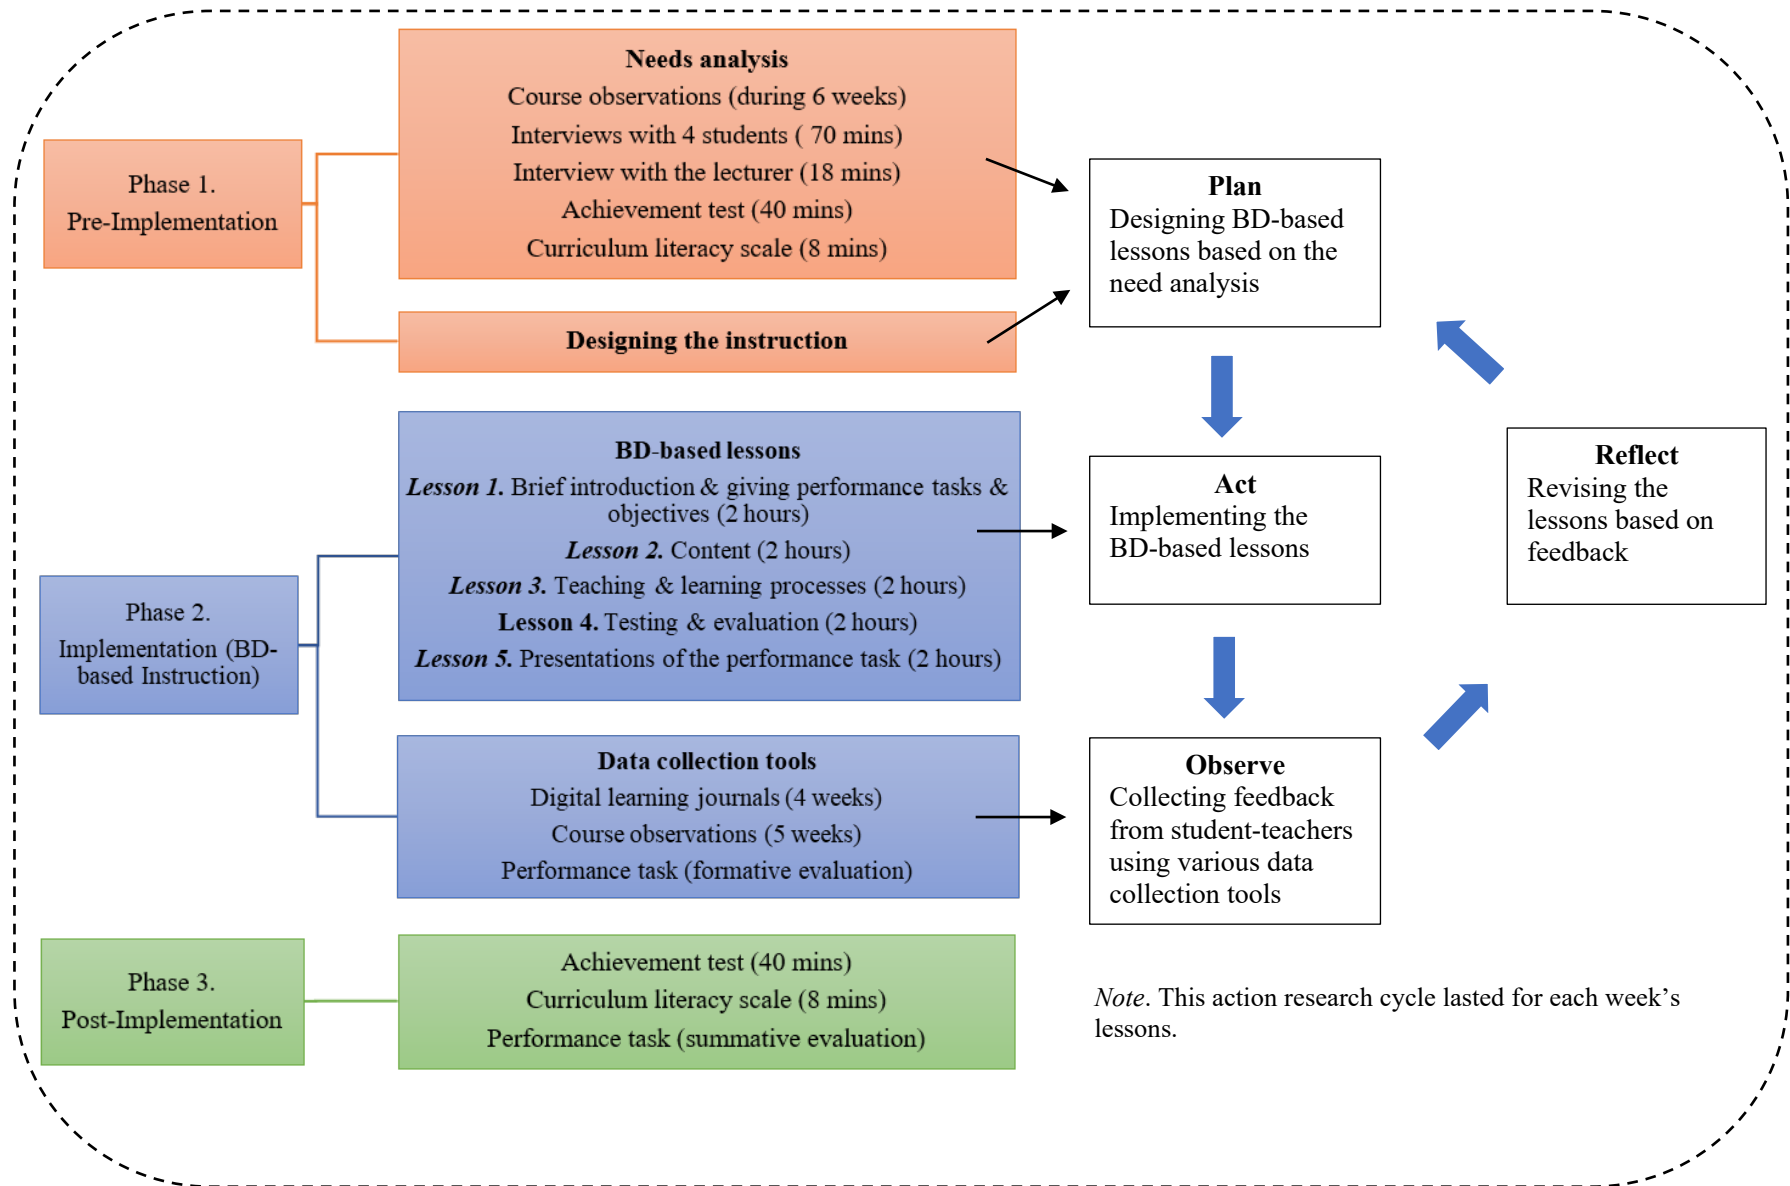 Phase 1.
Pre-Implementation
Needs analysis
Course observations (during 6 weeks)
Interviews with 4 students ( 70 mins)
Interview with the lecturer (18 mins)
Achievement test (40 mins)
Curriculum literacy scale (8 mins)
Designing the instruction
Plan
Designing BD-based
lessons based on the
need analysis
Phase 2.
Implementation (BD-
based Instruction)
BD-based lessons
Lesson 1. Brief introduction & giving performance tasks &
objectives (2 hours)
Lesson 2. Content (2 hours)
Lesson 3. Teaching & learning processes (2 hours)
Lesson 4. Testing & evaluation (2 hours)
Lesson 5. Presentations of the performance task (2 hours)
Act
Implementing the
BD-based lessons
Reflect
Revising the
lessons based on
feedback
Data collection tools
Digital learning journals (4 weeks)
Course observations (5 weeks)
Performance task (formative evaluation)
Observe
Collecting feedback
from student-teachers
using various data
collection tools
Phase 3.
Post-Implementation
Achievement test (40 mins)
Curriculum literacy scale (8 mins)
Performance task (summative evaluation)
Note. This action research cycle lasted for each week’s
lessons.